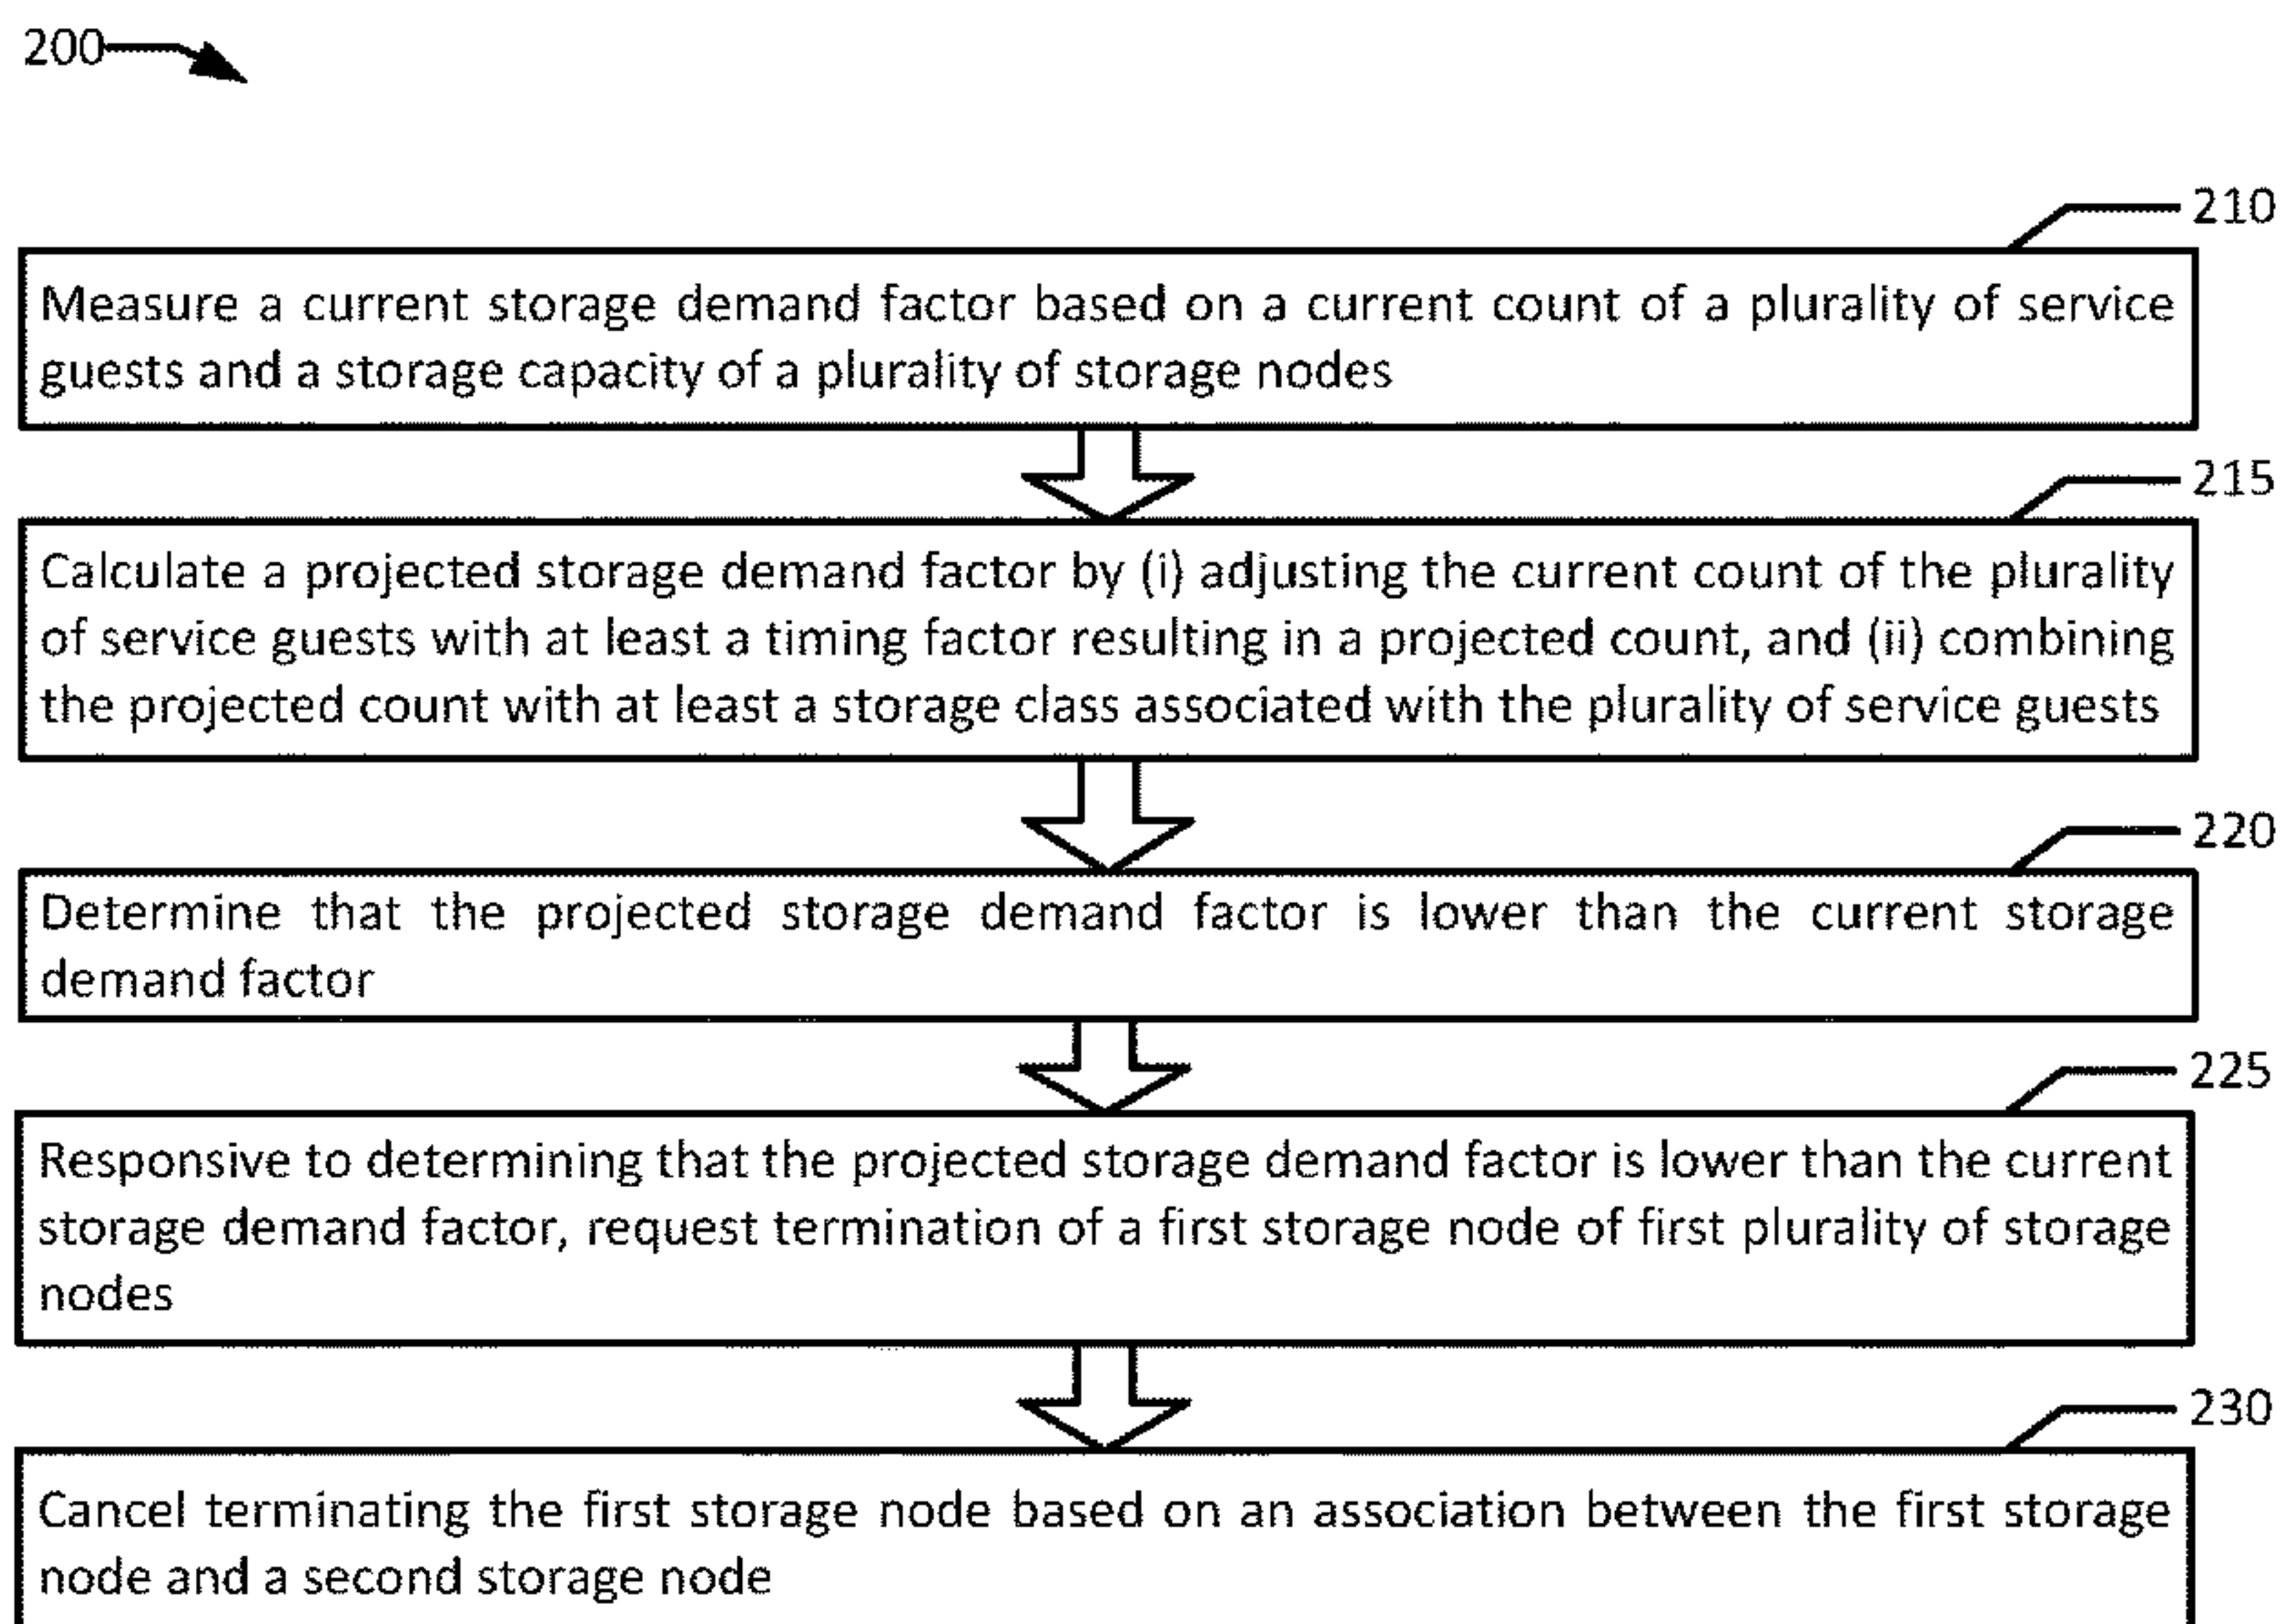 200
210
Measure a current storage demand factor based on a current count of a plurality of service
guests and a storage capacity of a plurality of storage nodes
215
Calculate a projected storage demand factor by (i) adjusting the current count of the plurality
of service guests with at least a timing factor resulting in a projected count, and (ii) combining
the projected count with at least a storage class associated with the plurality of service guests
220
Determine that the projected storage demand factor is lower than the current storage
demand factor
225
Responsive to determining that the projected storage demand factor is lower than the current
storage demand factor, request termination of a first storage node of first plurality of storage
nodes
230
Cancel terminating the first storage node based on an association between the first storage
node and a second storage node